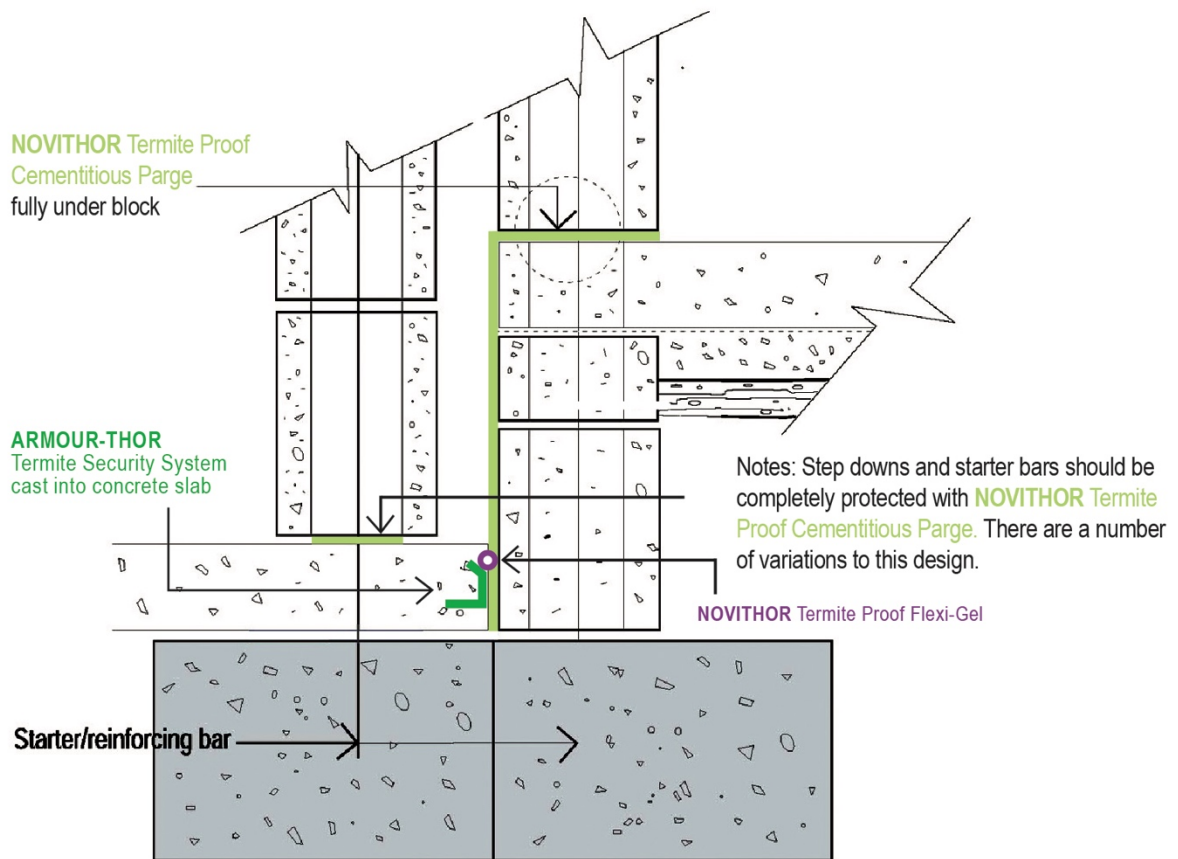 NOVITHOR Termite Proof
Cementitious Parge
fully under block
ARMOUR-THOR
Termite Security System
cast into concrete slab
Notes: Step downs and starter bars should be
completely protected with NOVITHOR Termite
Proof Cementitious Parge. There are a number
of variations to this design.
NOVITHOR Termite Proof Flexi-Gel
Starter/reinforcing bar